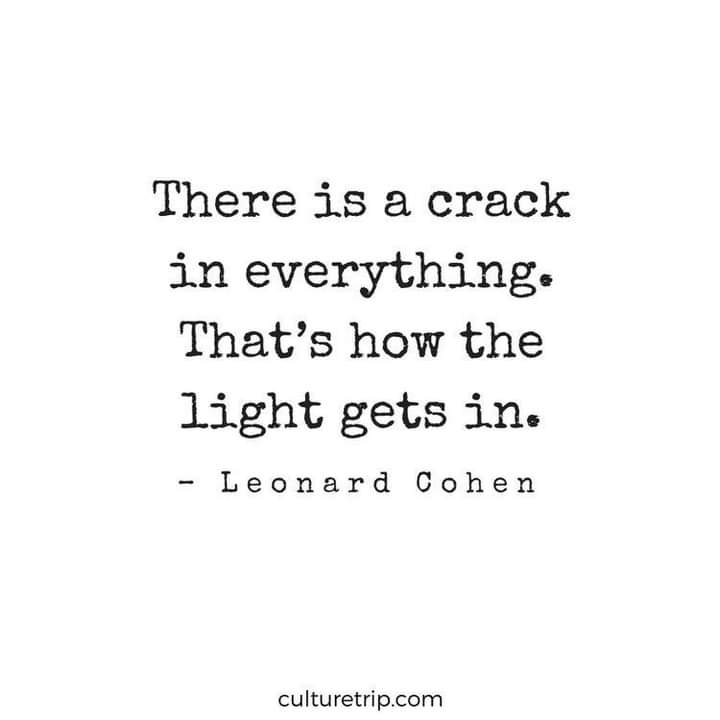 There is a crack
in everything.
That’s how the
light gets in.
- Leonard Cohen
culturetrip.com